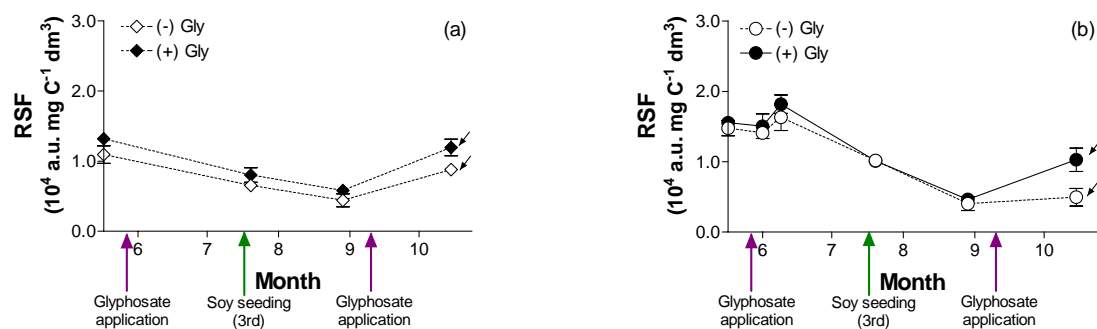 (a)
(-) Gly
(+) Gly
RSF
(10⁴ a.u. mg C⁻¹ dm³)
3.0
2.0
1.0
0.0
6
7
8
9
10
Month
Glyphosate
application
Soy seeding
(3rd)
Glyphosate
application
(b)
(-) Gly
(+) Gly
RSF
(10⁴ a.u. mg C⁻¹ dm³)
3.0
2.0
1.0
0.0
6
7
8
9
10
Month
Glyphosate
application
Soy seeding
(3rd)
Glyphosate
application